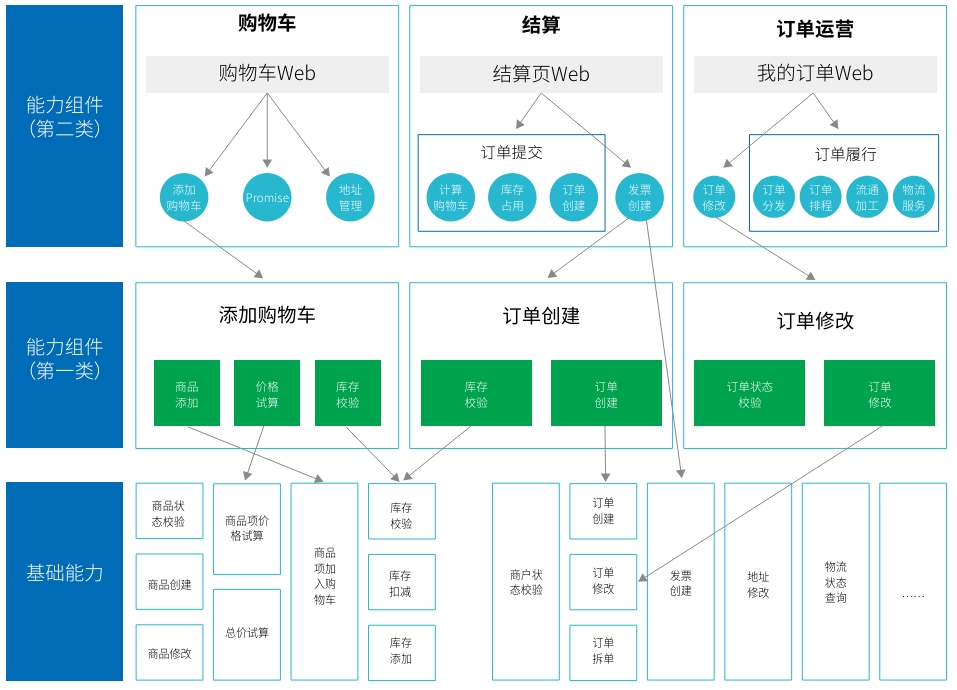 能力组件
(第二类)
购物车
购物车Web
添加
购物车
Promise
地址
管理
结算
结算页Web
订单提交
计算
购物车
库存
占用
订单
创建
发票
创建
订单运营
我的订单Web
订单
修改
订单履行
订单
分发
订单
排程
流通
加工
物流
服务
能力组件
(第一类)
添加购物车
商品
添加
价格
试算
库存
校验
订单创建
库存
校验
订单
创建
订单修改
订单状态
校验
订单
修改
基础能力
商品状
态校验
商品创建
商品修改
商品项价
格试算
总价试算
商品
项加
入购
物车
库存
校验
库存
扣减
库存
添加
商户状
态校验
订单
创建
订单
修改
订单
拆单
发票
创建
地址
修改
物流
状态
查询
……